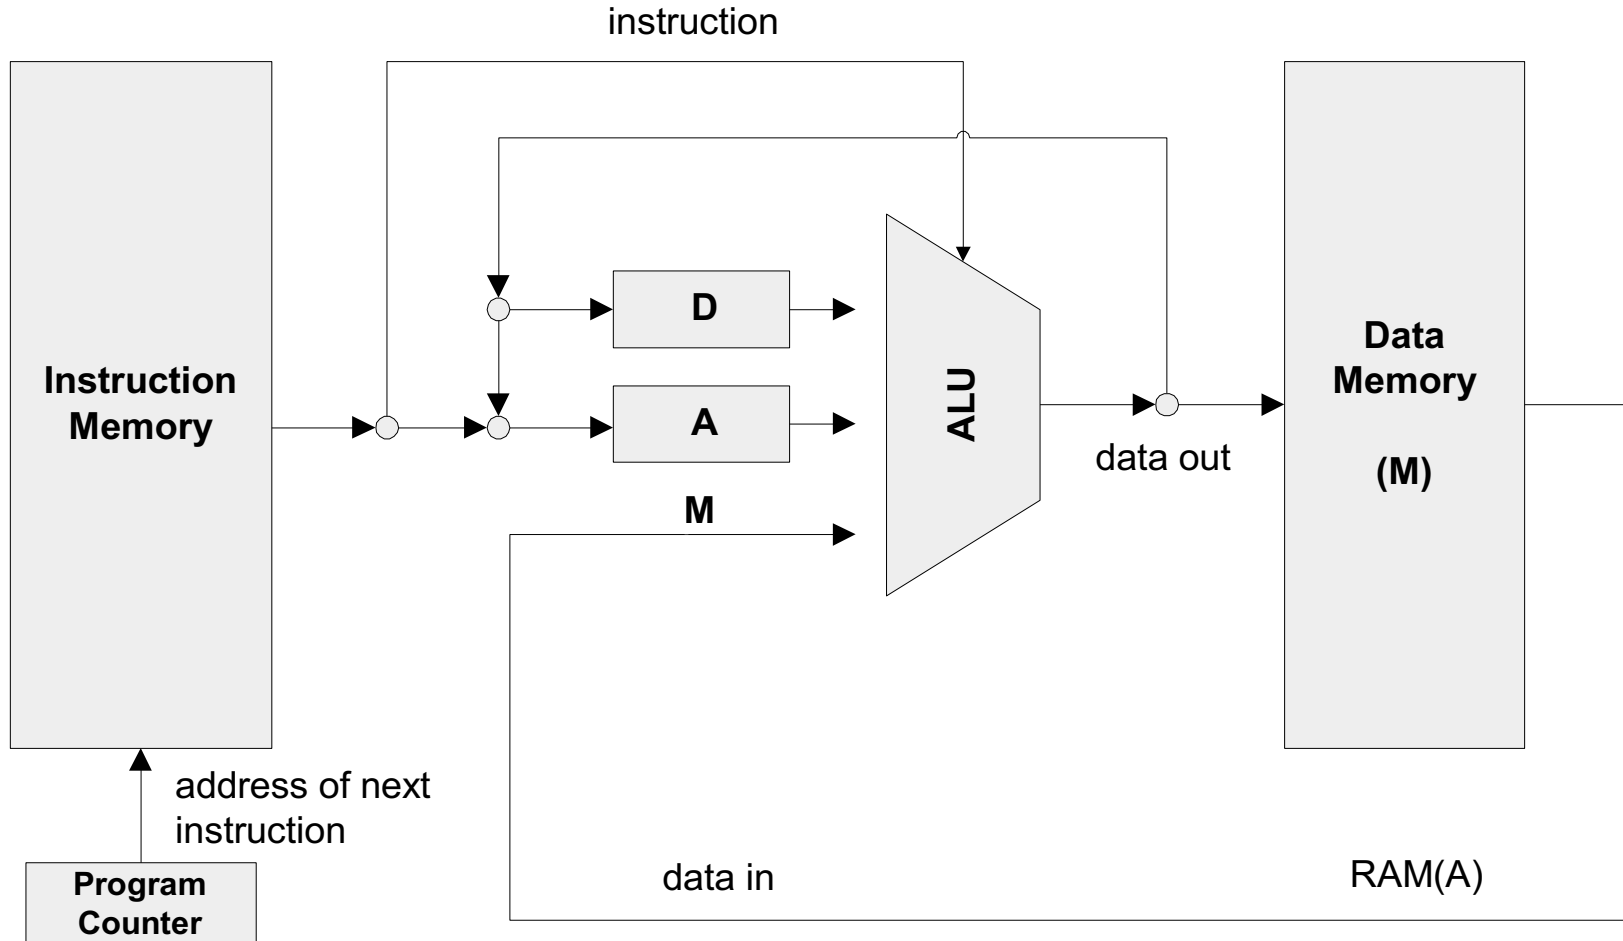 instruction
Instruction
Memory
D
A
M
ALU
data out
Data
Memory
(M)
address of next
instruction
Program
Counter
data in
RAM(A)